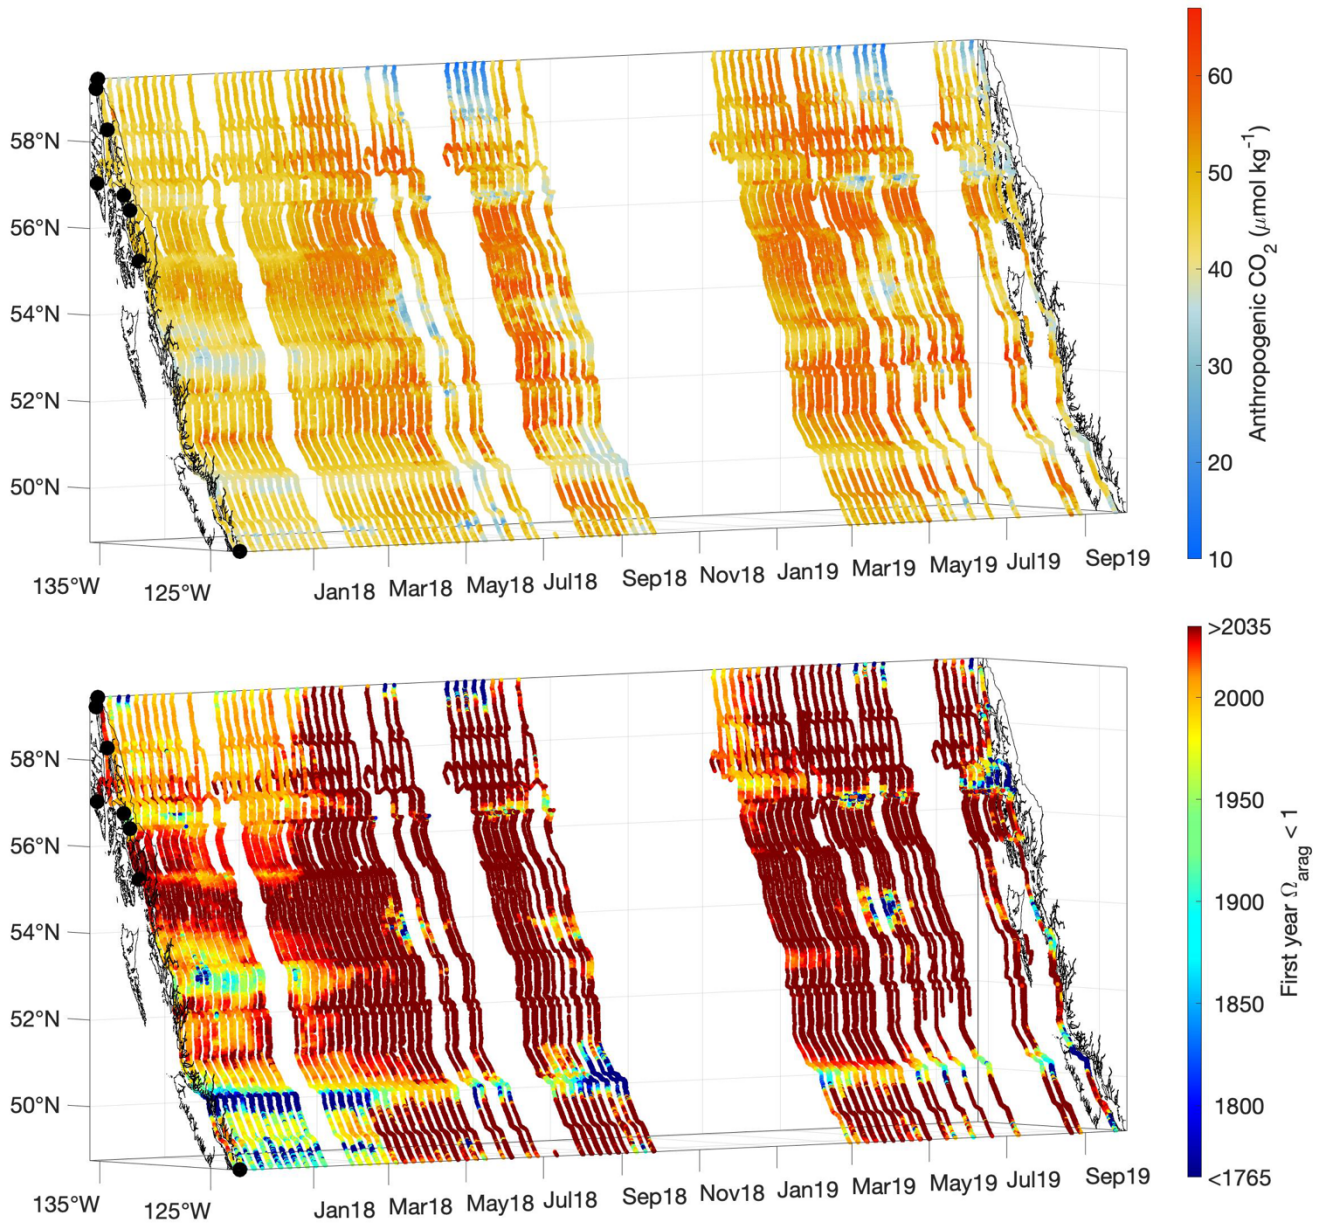 58°N
56°N
54°N
52°N
50°N
135°W
125°W
Jan18 Mar18 May18 Jul18 Sep18 Nov18 Jan19 Mar19 May19 Jul19 Sep19
60
50
40
30
20
10
Anthropogenic CO₂ (μmol kg⁻¹)
58°N
56°N
54°N
52°N
50°N
135°W
125°W
Jan18 Mar18 May18 Jul18 Sep18 Nov18 Jan19 Mar19 May19 Jul19 Sep19
>2035
2000
1950
1900
1850
1800
<1765
First year Ωarag < 1